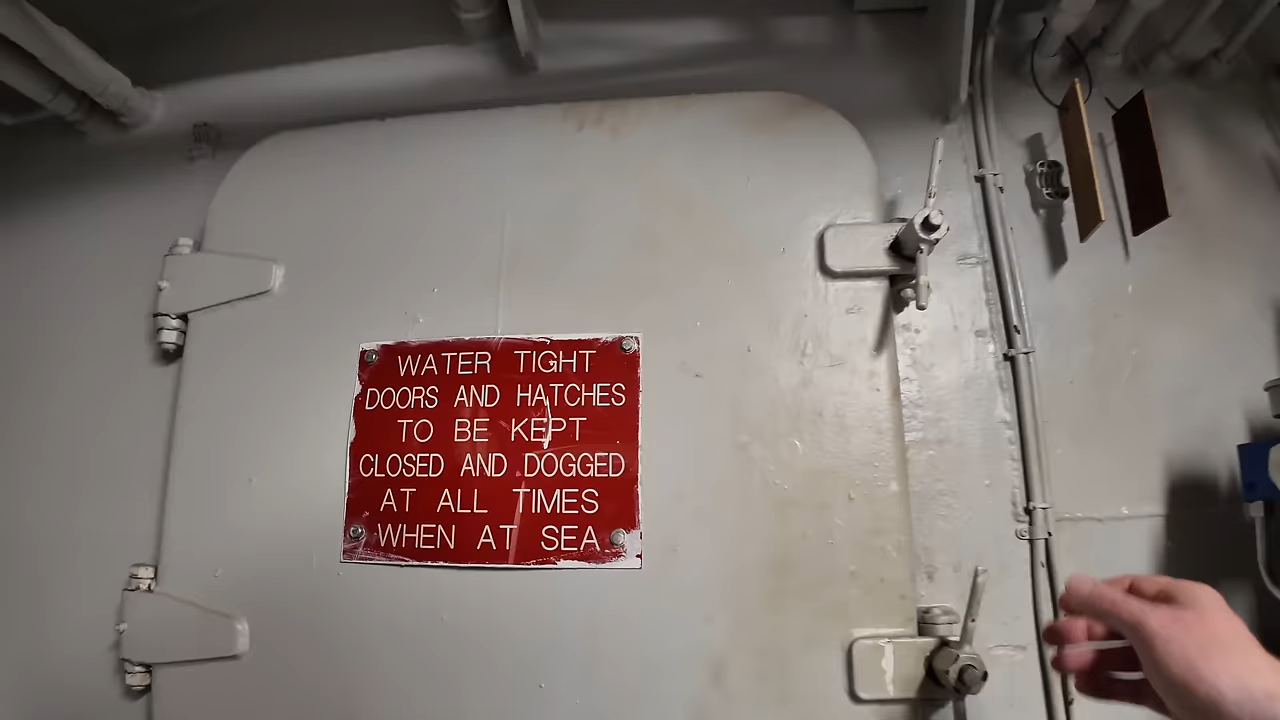 WATER TIGHT
DOORS AND HATCHES
TO BE KEPT
CLOSED AND DOGGED
AT ALL TIMES
WHEN AT SEA